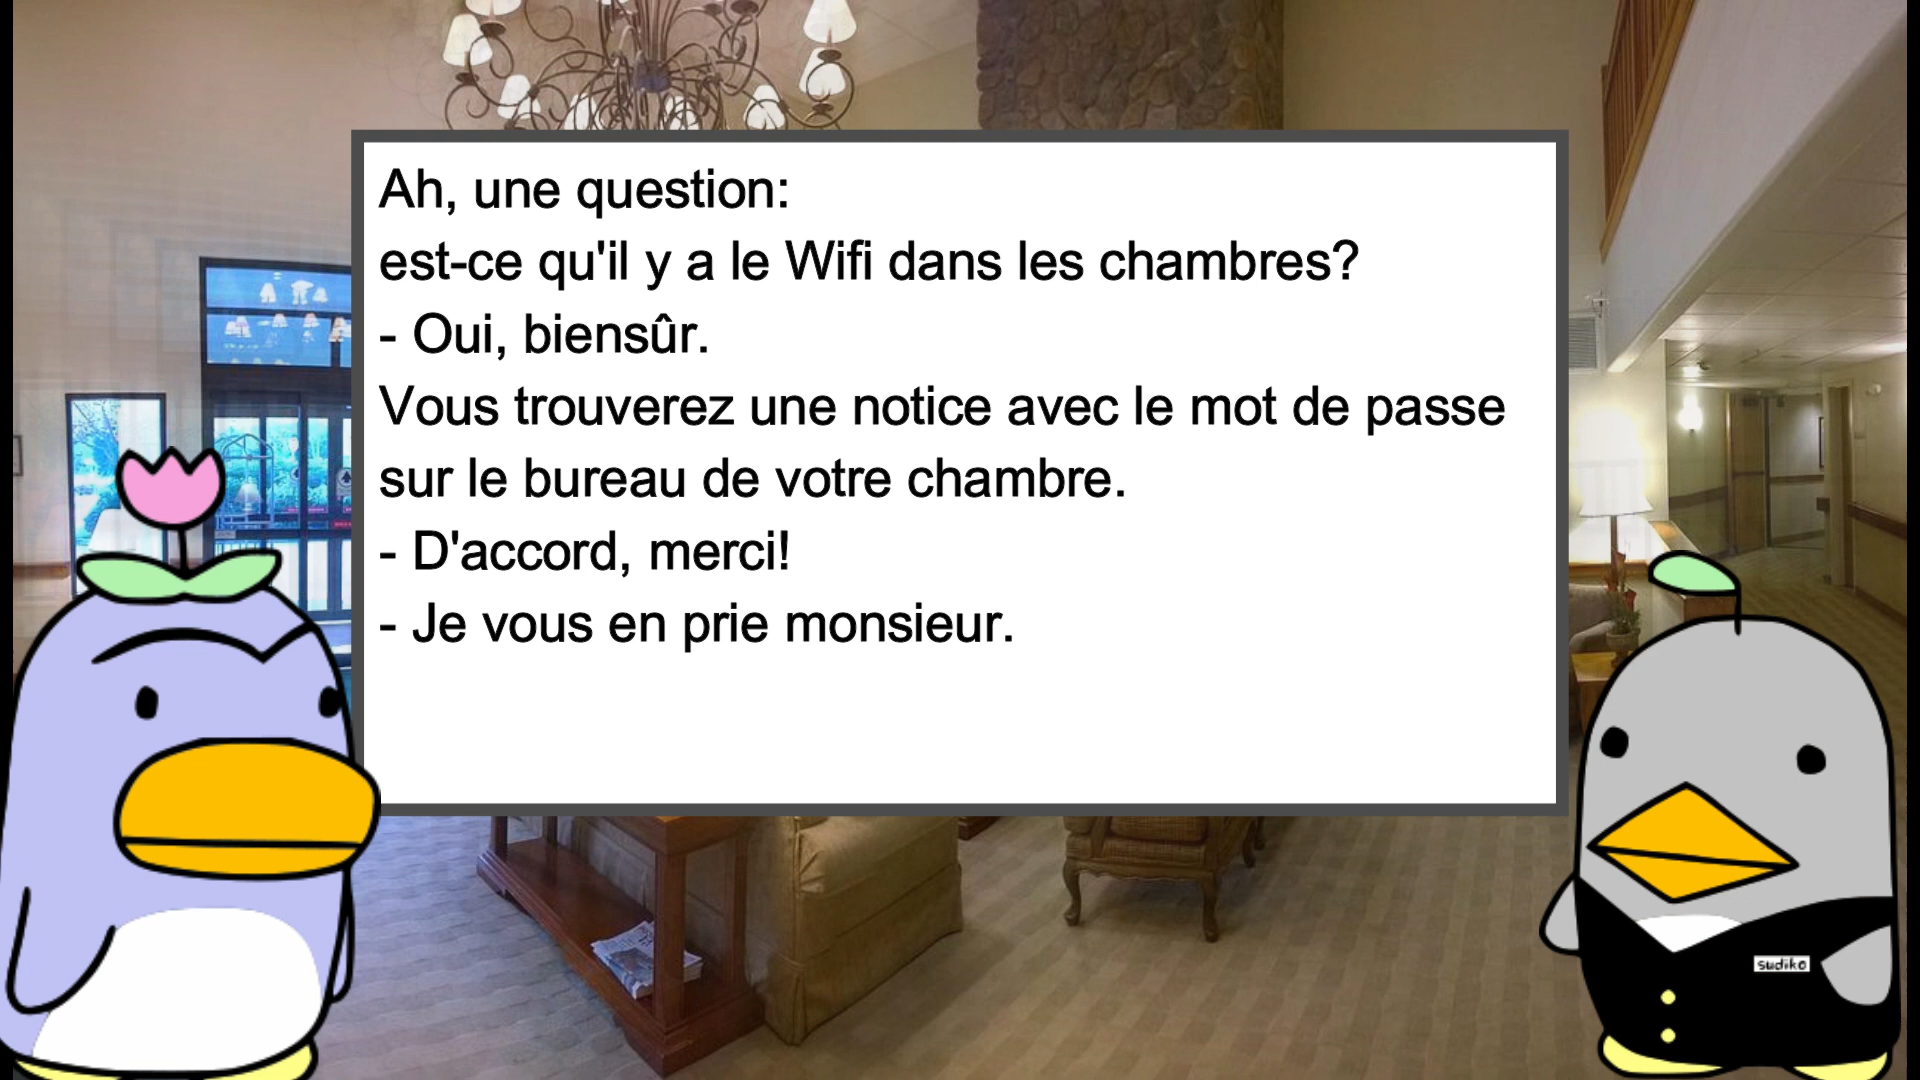 Ah, une question:
est-ce qu'il y a le Wifi dans les chambres?
- Oui, biensûr.
Vous trouverez une notice avec le mot de passe
sur le bureau de votre chambre.
- D'accord, merci!
- Je vous en prie monsieur.
sudiko